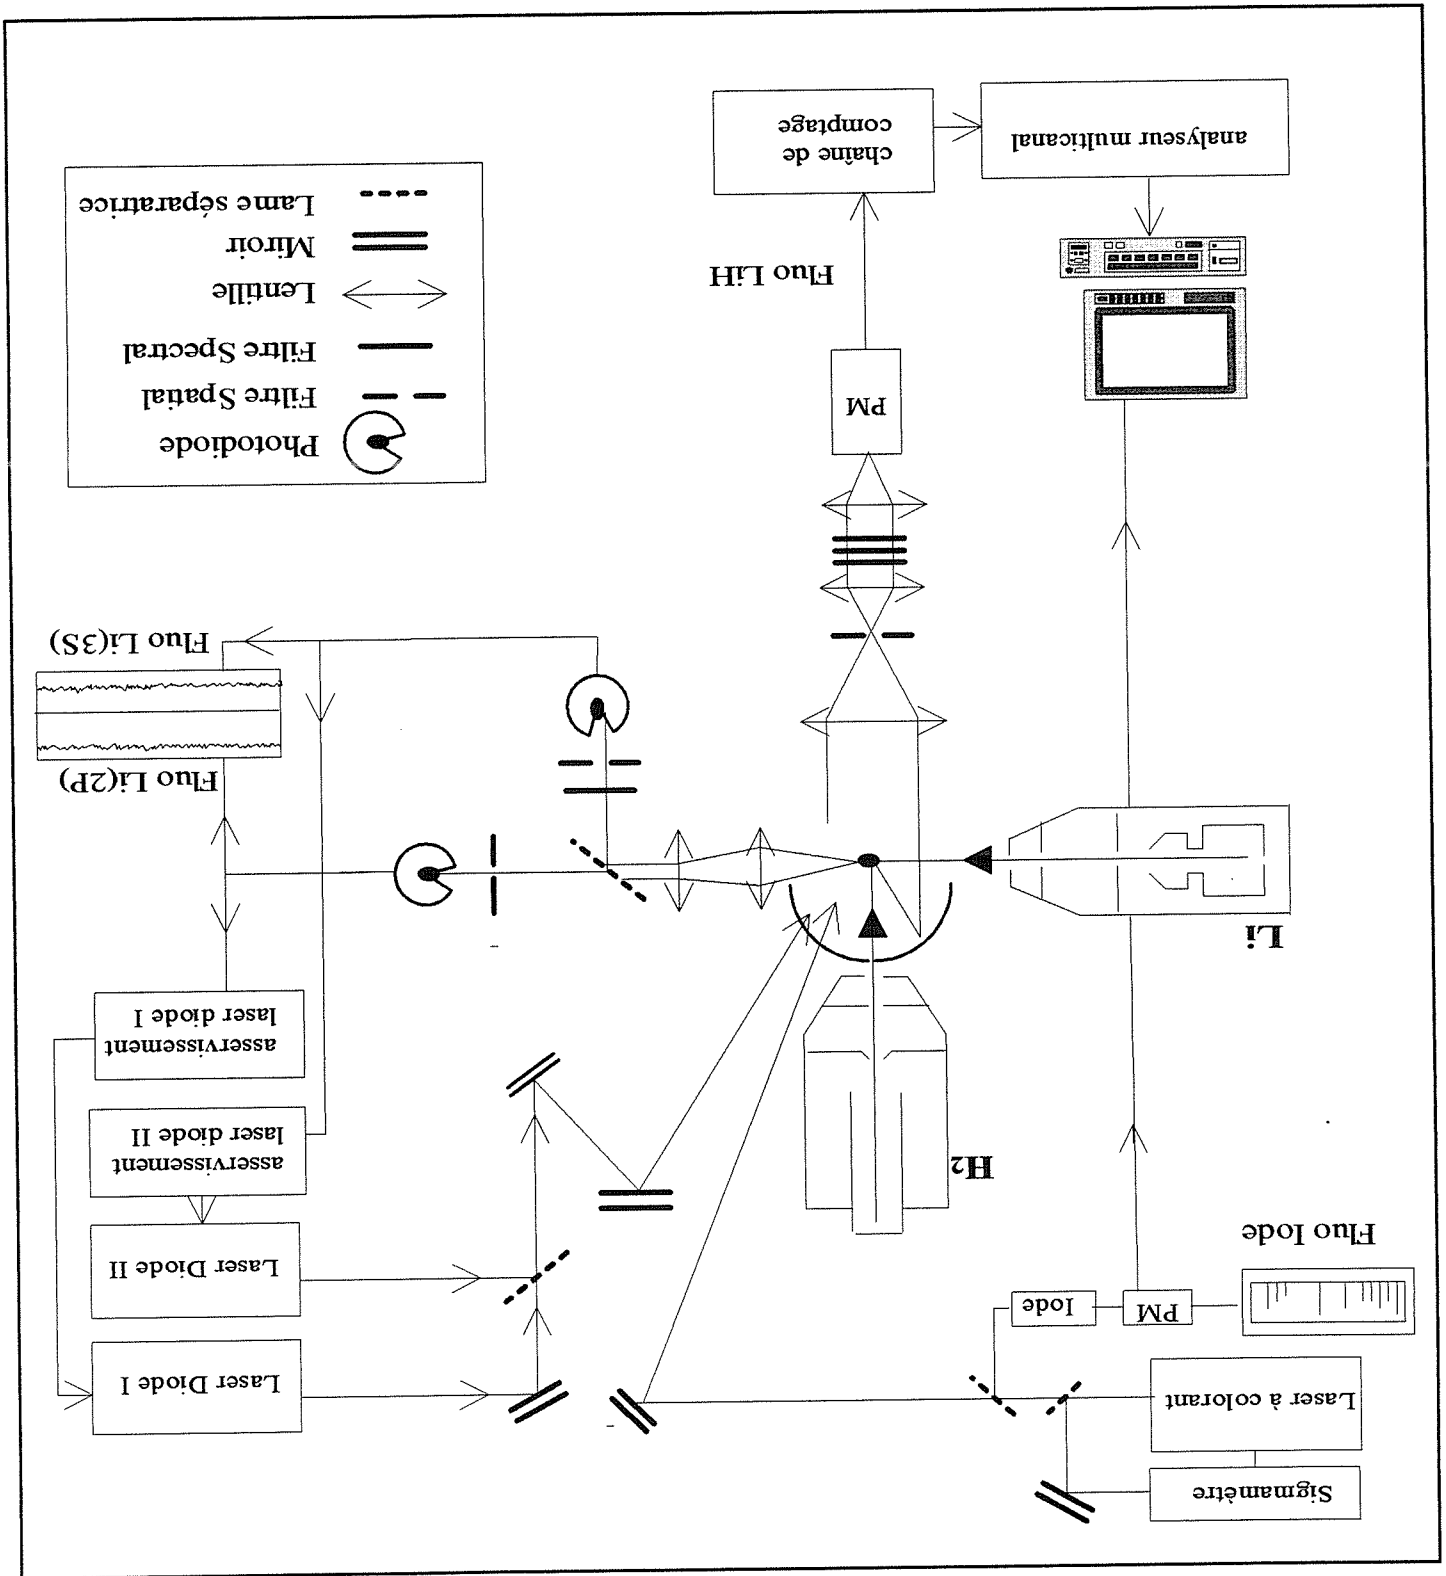 Sigmamètre
Laser à colorant
Iode
PM
Fluo Iode
Laser Diode I
Laser Diode II
asservissement
laser diode II
asservissement
laser diode I
H2
Li
Fluo Li(2P)
Fluo Li(3S)
PM
Fluo LiH
chaîne de
comptage
analyseur multicanal
Photodiode
Filtre Spatial
Filtre Spectral
Lentille
Miroir
Lame séparatrice